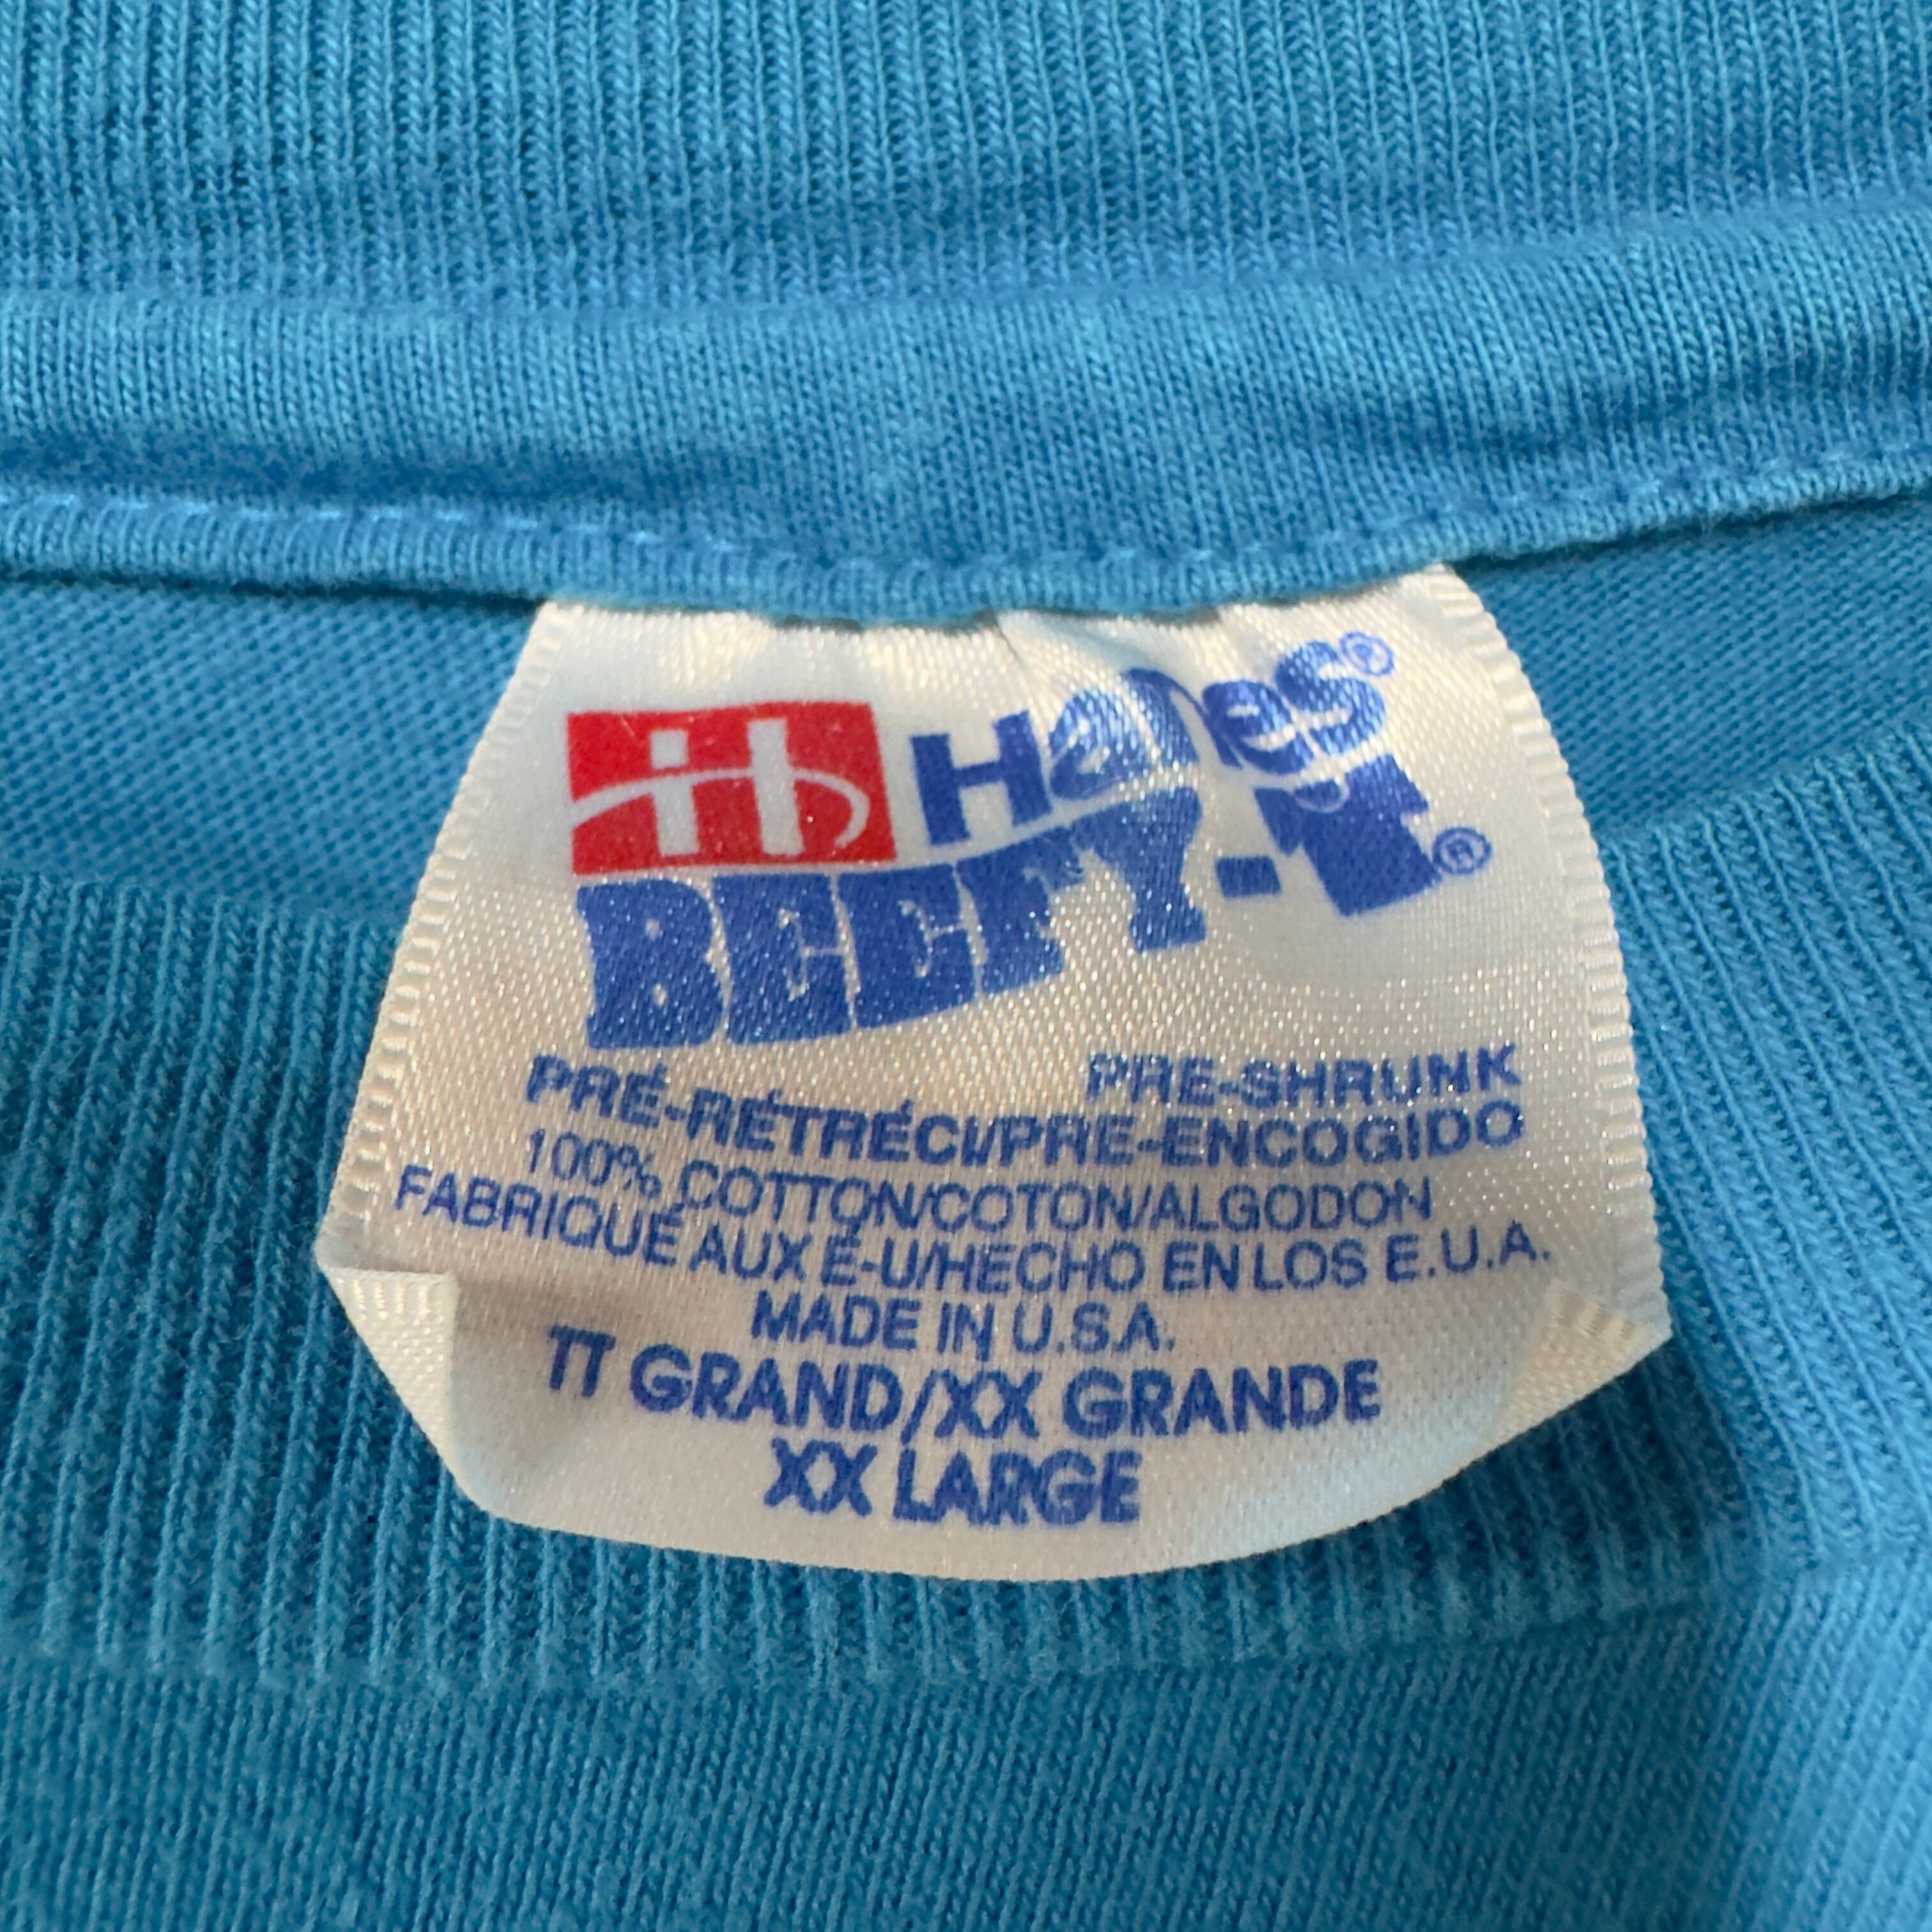 Hanes®
BEEFY-T®
PRE-SHRUNK
PRÉ-RÉTRÉCI/PRE-ENCOGIDO
100% COTTON/COTON/ALGODON
FABRIQUÉ AUX É-U/HECHO EN LOS E.U.A.
MADE IN U.S.A.
TT GRAND/XX GRANDE
XX LARGE